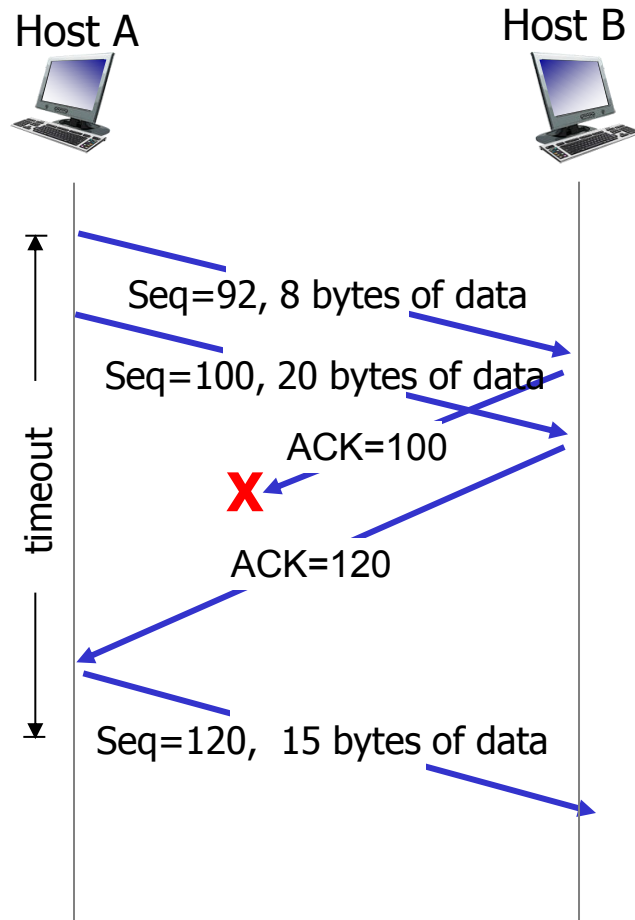 Host A
Host B
Seq=92, 8 bytes of data
Seq=100, 20 bytes of data
ACK=100
X
timeout
ACK=120
Seq=120, 15 bytes of data